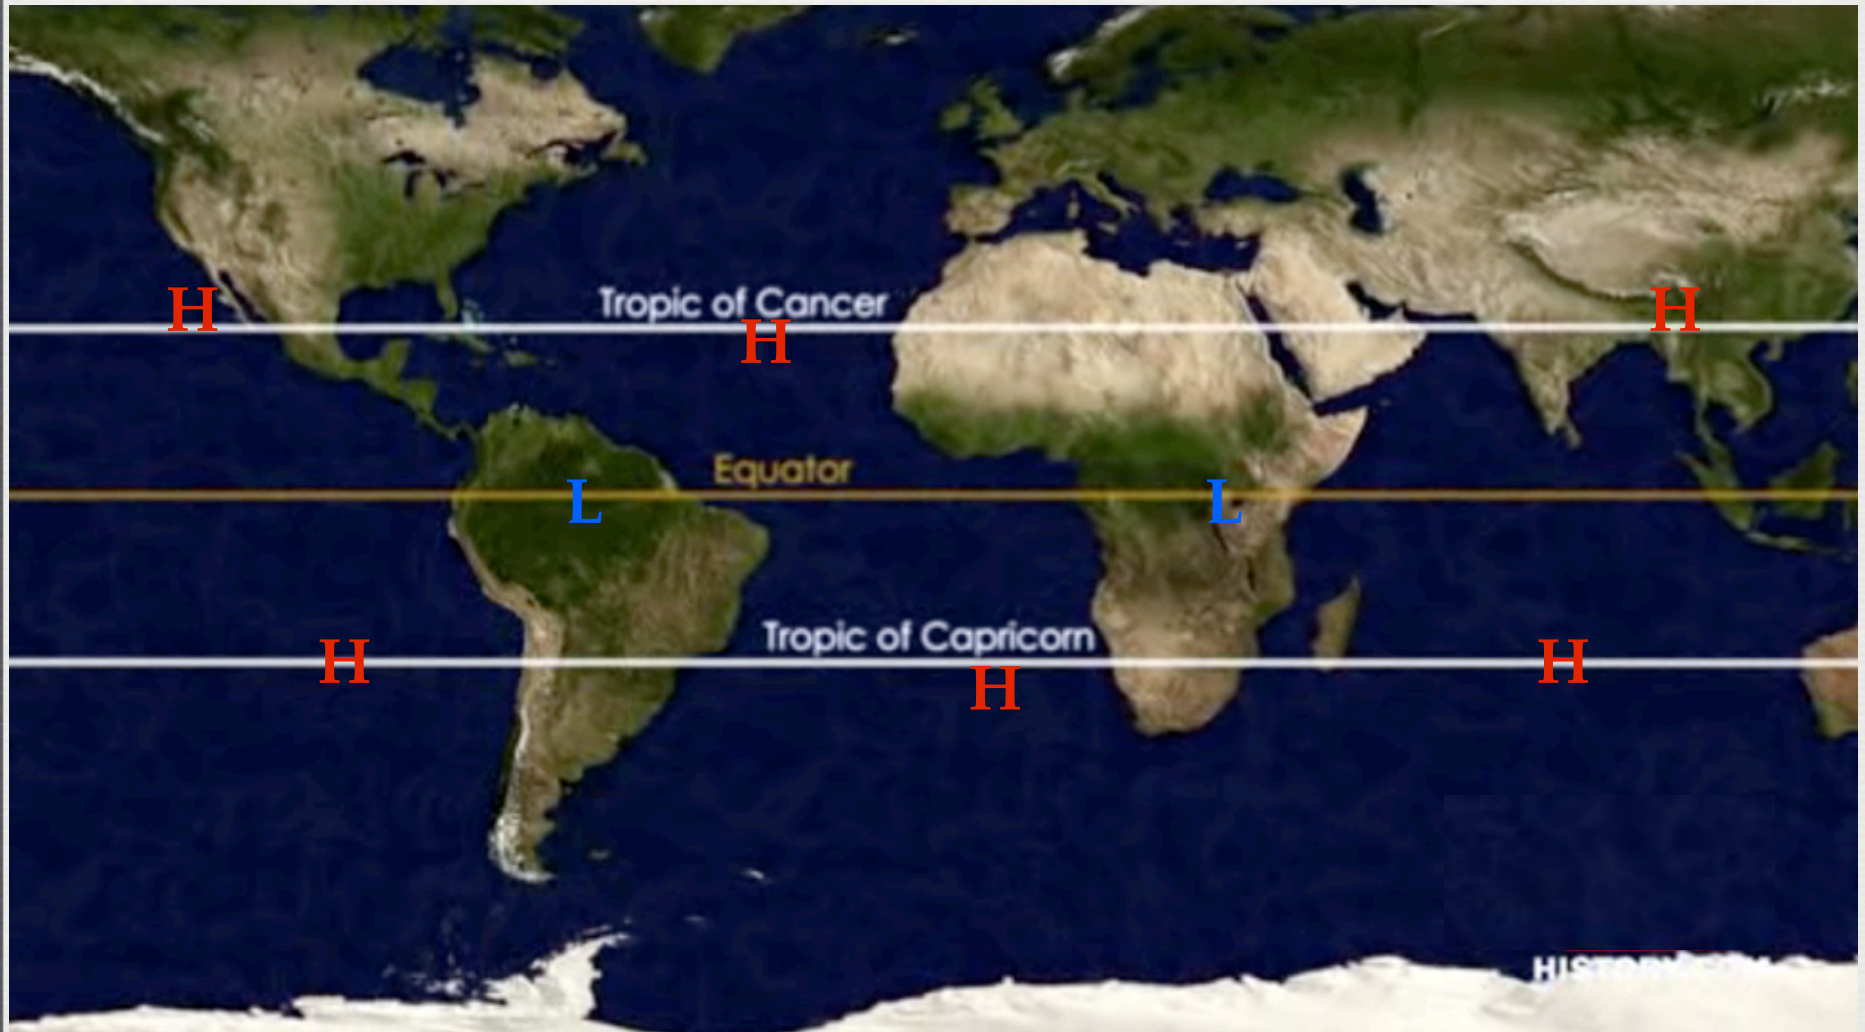 Tropic of Cancer
H
H
H
Equator
L
L
Tropic of Capricorn
H
H
H